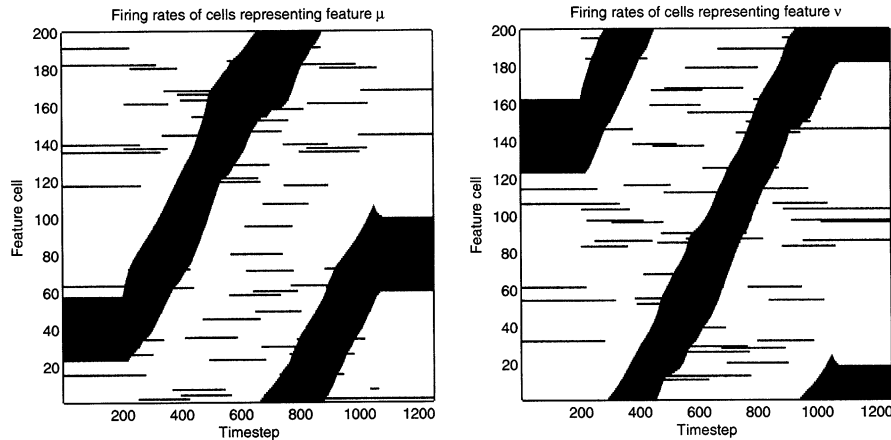 Firing rates of cells representing feature μ
200
180
160
140
120
100
80
60
40
20
Feature cell
200 400 600 800 1000 1200
Timestep
Firing rates of cells representing feature ν
200
180
160
140
120
100
80
60
40
20
Feature cell
200 400 600 800 1000 1200
Timestep